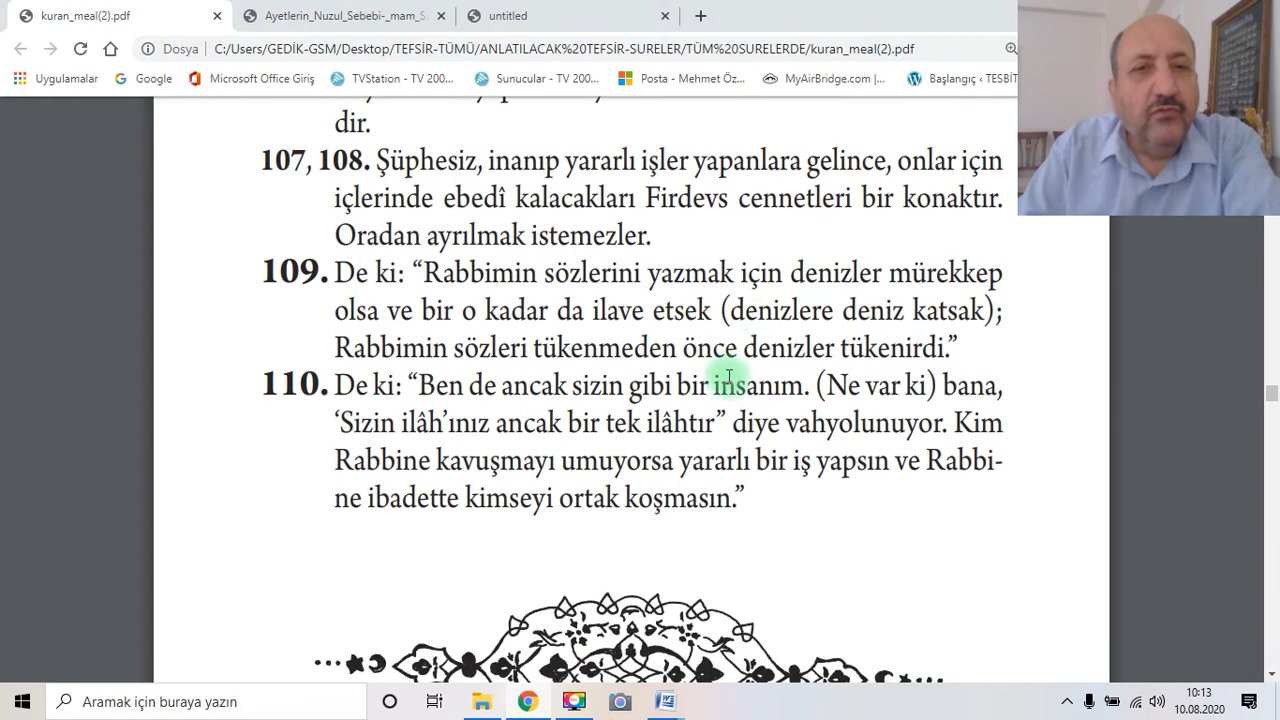 kuran_meal(2).pdf
Ayetlerin_Nuzul_Sebebi-_mam_S
untitled
Dosya
C:/Users/GEDİK-GSM/Desktop/TEFSİR-TÜMÜ/ANLATILACAK%20TEFSİR-SURELER/TÜM%20SURELERDE/kuran_meal(2).pdf
Uygulamalar
Google
Microsoft Office Giriş
TVStation - TV 200...
Sunucular - TV 200...
Posta - Mehmet Öz...
MyAirBridge.com |...
Başlangıç ‹ TESBİT
dir.
107, 108. Şüphesiz, inanıp yararlı işler yapanlara gelince, onlar için
içlerinde ebedî kalacakları Firdevs cennetleri bir konaktır.
Oradan ayrılmak istemezler.
109. De ki: “Rabbimin sözlerini yazmak için denizler mürekkep
olsa ve bir o kadar da ilave etsek (denizlere deniz katsak);
Rabbimin sözleri tükenmeden önce denizler tükenirdi.”
110. De ki: “Ben de ancak sizin gibi bir insanım. (Ne var ki) bana,
‘Sizin ilâh’ınız ancak bir tek ilâhtır” diye vahyolunuyor. Kim
Rabbine kavuşmayı umuyorsa yararlı bir iş yapsın ve Rabbi-
ne ibadette kimseyi ortak koşmasın.”
Aramak için buraya yazın
10:13
10.08.2020